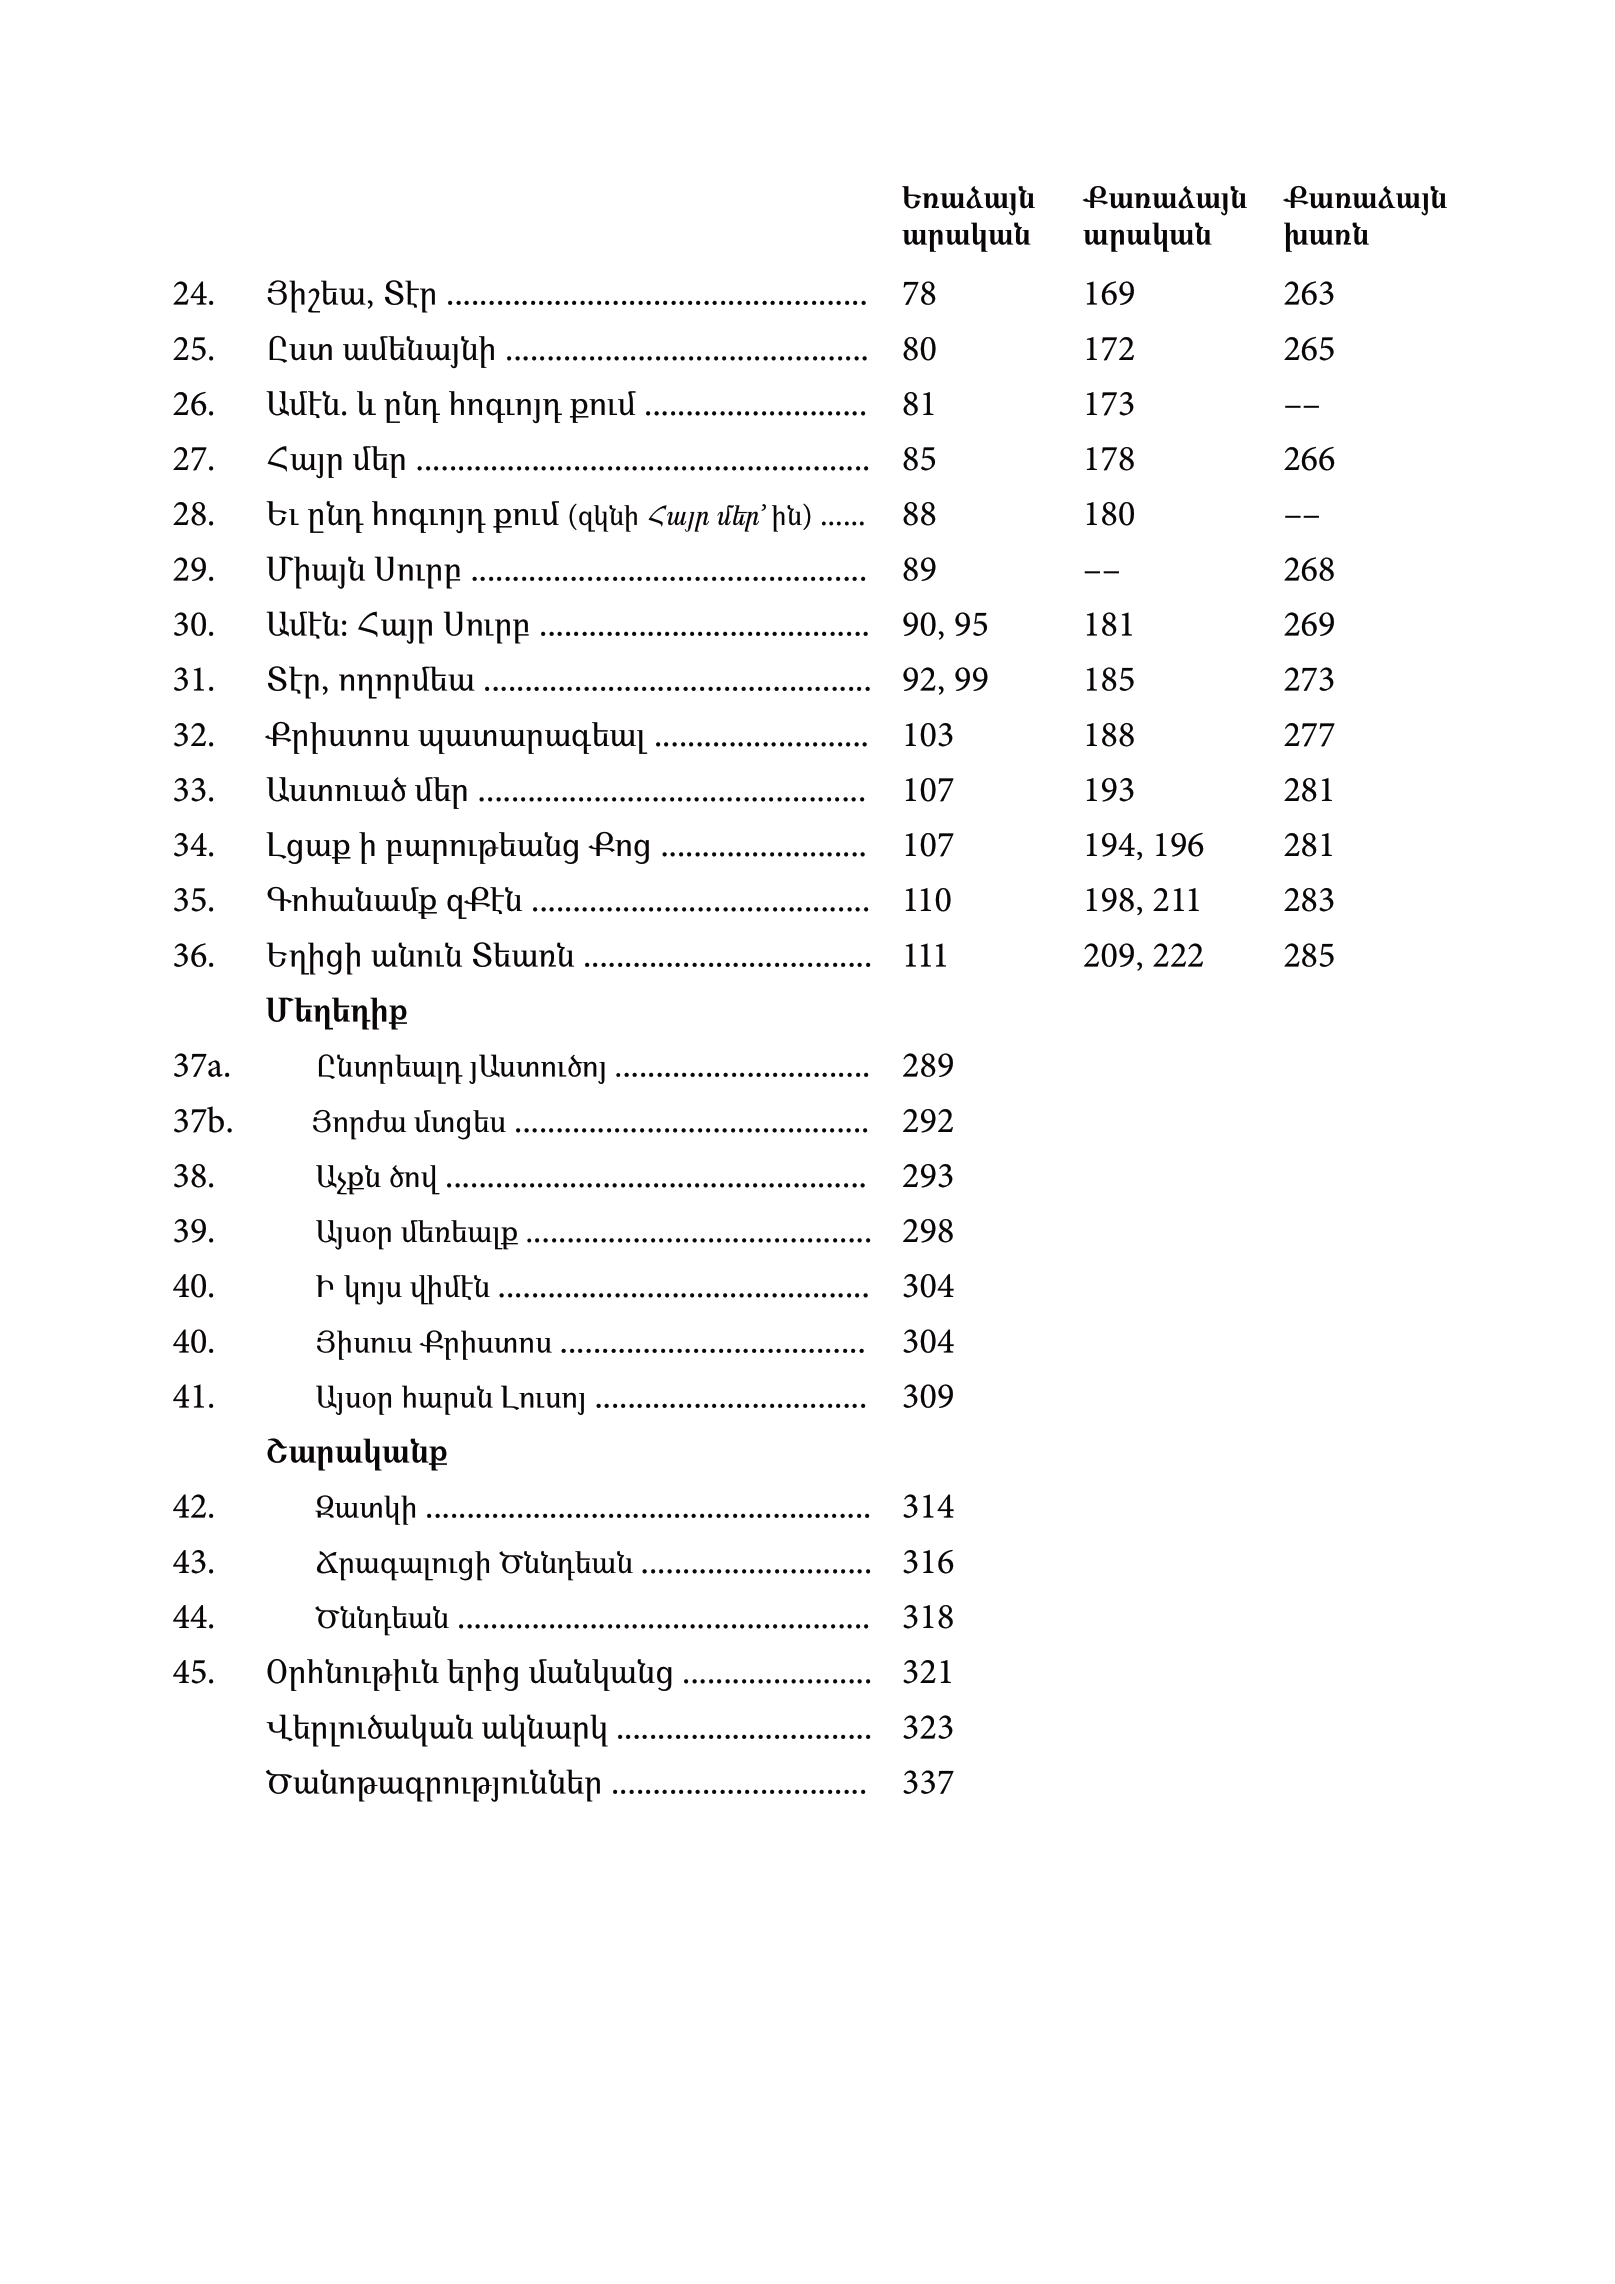 Եռաձայն Քառաձայն Քառաձայն
արական արական խառն
24. Յիշեա, Տէր ................................................... 78 169 263
25. Ըստ ամենայնի ............................................ 80 172 265
26. Ամէն. և ընդ հոգւոյդ քում ........................... 81 173 −−
27. Հայր մեր ....................................................... 85 178 266
28. Եւ ընդ հոգւոյդ քում (զկնի Հայր մեր՚ ին) ...... 88 180 −−
29. Միայն Սուրբ ................................................ 89 −− 268
30. Ամէն։ Հայր Սուրբ ........................................ 90, 95 181 269
31. Տէր, ողորմեա ............................................... 92, 99 185 273
32. Քրիստոս պատարագեալ .......................... 103 188 277
33. Աստուած մեր ............................................... 107 193 281
34. Լցաք ի բարութեանց Քոց ......................... 107 194, 196 281
35. Գոհանամք զՔէն ......................................... 110 198, 211 283
36. Եղիցի անուն Տեառն ................................... 111 209, 222 285
Մեղեդիք
37a. Ընտրեալդ յԱստուծոյ ............................... 289
37b. Յորժա մտցես ........................................... 292
38. Աչքն ծով ................................................... 293
39. Այսօր մեռեալք .......................................... 298
40. Ի կոյս վիմէն ............................................. 304
40. Յիսուս Քրիստոս ..................................... 304
41. Այսօր հարսն Լուսոյ ................................. 309
Շարականք
42. Զատկի ...................................................... 314
43. Ճրագալուցի Ծննդեան ............................ 316
44. Ծննդեան .................................................. 318
45. Օրհնութիւն երից մանկանց ....................... 321
Վերլուծական ակնարկ ............................... 323
Ծանոթագրություններ ............................... 337